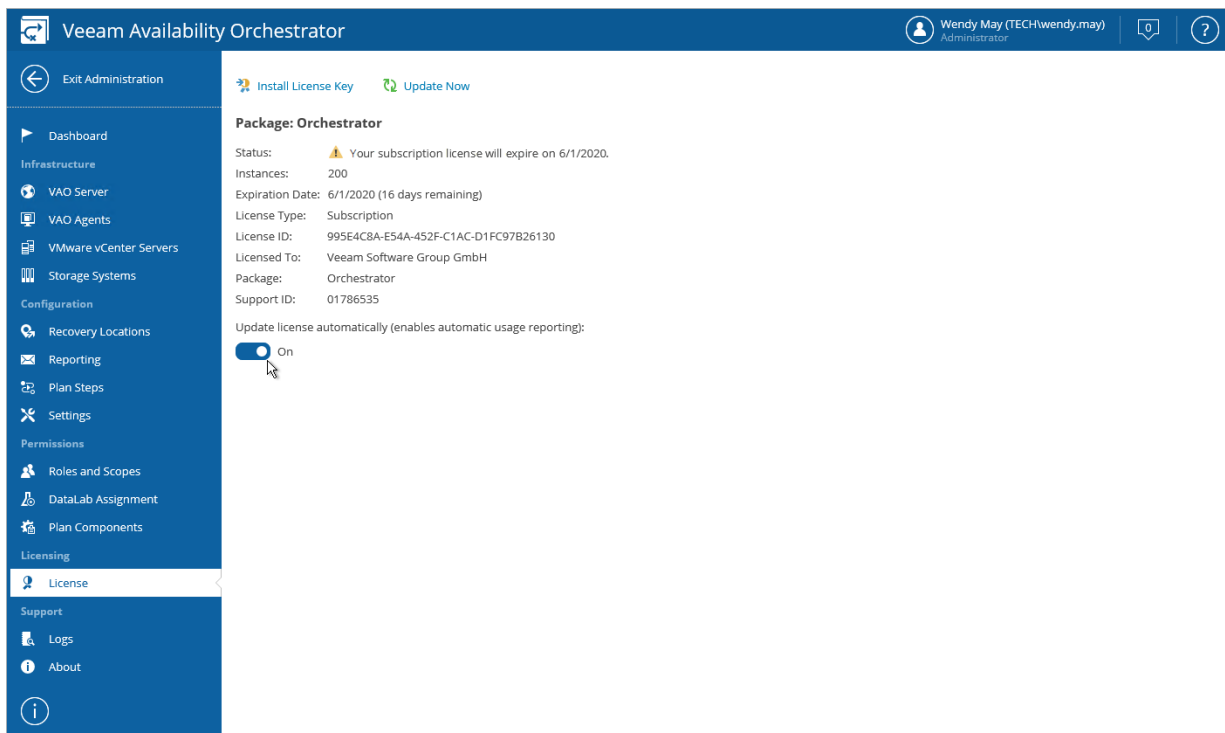 Veeam Availability Orchestrator
Wendy May (TECH\wendy.may)
Administrator
0
?
Exit Administration
Dashboard
Infrastructure
VAO Server
VAO Agents
VMware vCenter Servers
Storage Systems
Configuration
Recovery Locations
Reporting
Plan Steps
Settings
Permissions
Roles and Scopes
DataLab Assignment
Plan Components
Licensing
License
Support
Logs
About
Install License Key Update Now
Package: Orchestrator
Status: Your subscription license will expire on 6/1/2020.
Instances: 200
Expiration Date: 6/1/2020 (16 days remaining)
License Type: Subscription
License ID: 995E4C8A-E54A-452F-C1AC-D1FC97B26130
Licensed To: Veeam Software Group GmbH
Package: Orchestrator
Support ID: 01786535
Update license automatically (enables automatic usage reporting):
On